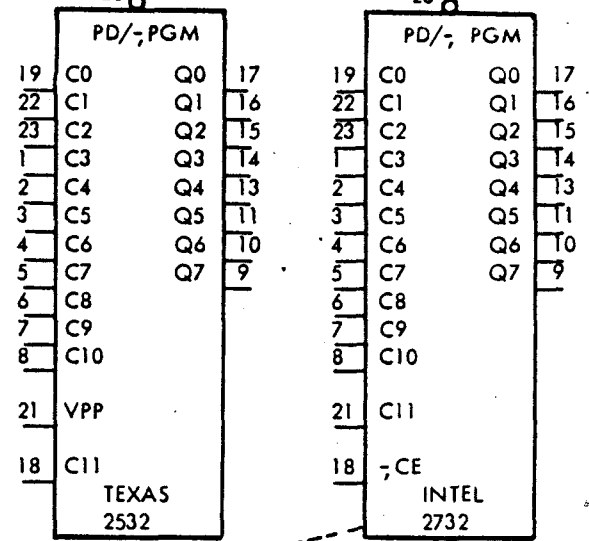 PD/-,PGM
19 C0 Q0 17
22 C1 Q1 16
23 C2 Q2 15
1 C3 Q3 14
2 C4 Q4 13
3 C5 Q5 11
4 C6 Q6 10
5 C7 Q7 9
6 C8
7 C9
8 C10
21 VPP
18 C11
TEXAS
2532
PD/-, PGM
19 C0 Q0 17
22 C1 Q1 16
23 C2 Q2 15
1 C3 Q3 14
2 C4 Q4 13
3 C5 Q5 11
4 C6 Q6 10
5 C7 Q7 9
6 C8
7 C9
8 C10
21 C11
18 -,CE
INTEL
2732